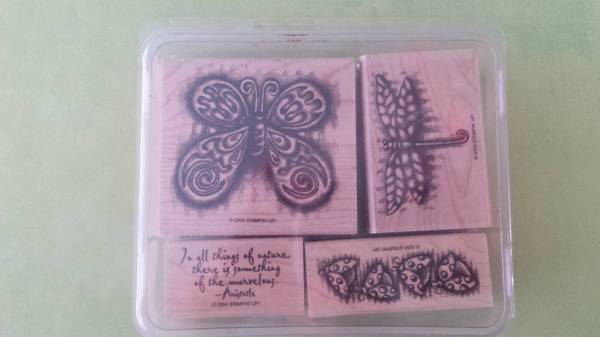 © 2004 STAMPIN' UP!
© 2004 STAMPIN' UP!
In all things of nature
there is something
of the marvelous.
—Aristotle
© 2004 STAMPIN' UP!
© 2004 STAMPIN' UP!